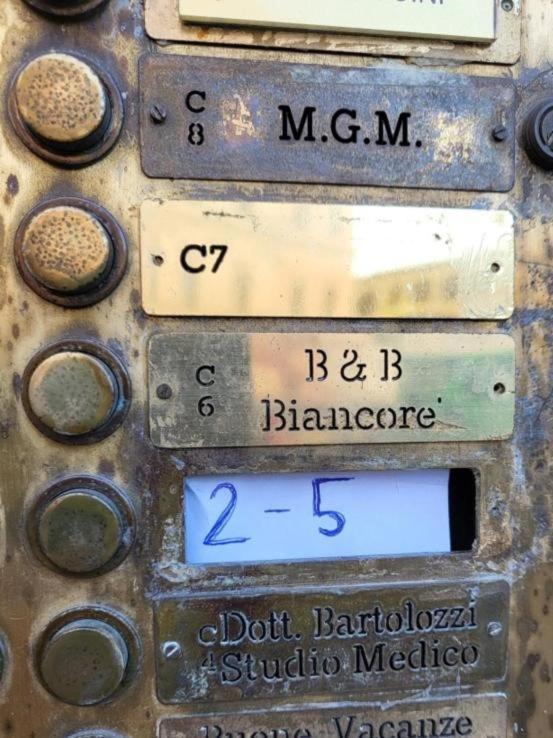 C
8
M.G.M.
C7
C
6
B & B
Biancore'
2-5
C Dott. Bartolozzi
4 Studio Medico
Buone Vacanze